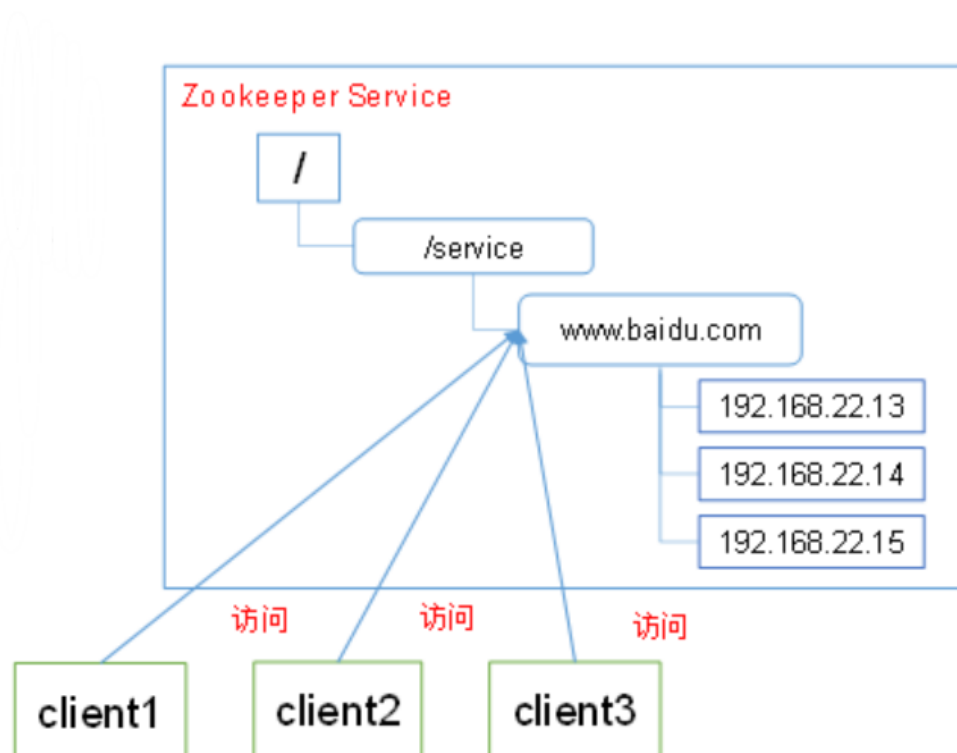 Zookeeper Service
/
/service
www.baidu.com
192.168.22.13
192.168.22.14
192.168.22.15
访问
访问
访问
client1
client2
client3